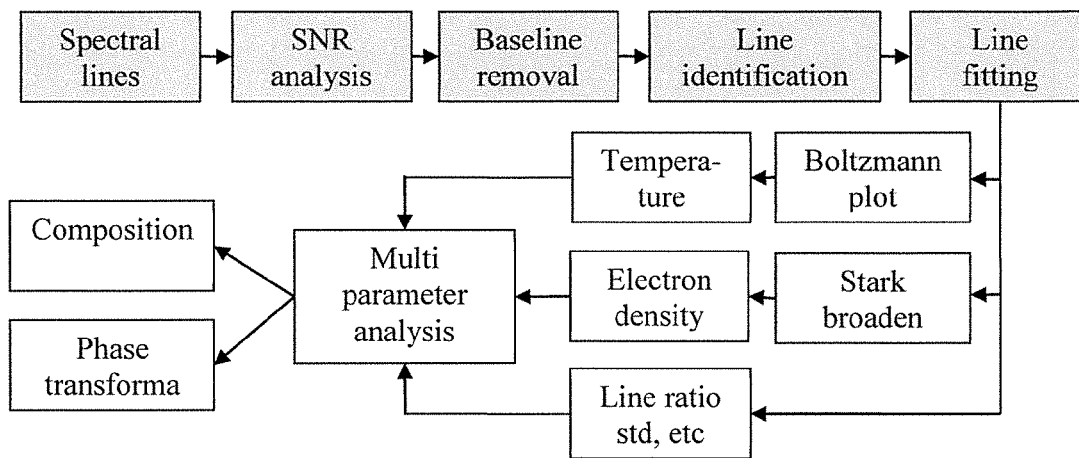 Spectral
lines
SNR
analysis
Baseline
removal
Line
identification
Line
fitting
Tempera-
ture
Boltzmann
plot
Composition
Multi
parameter
analysis
Electron
density
Stark
broaden
Phase
transforma
Line ratio
std, etc